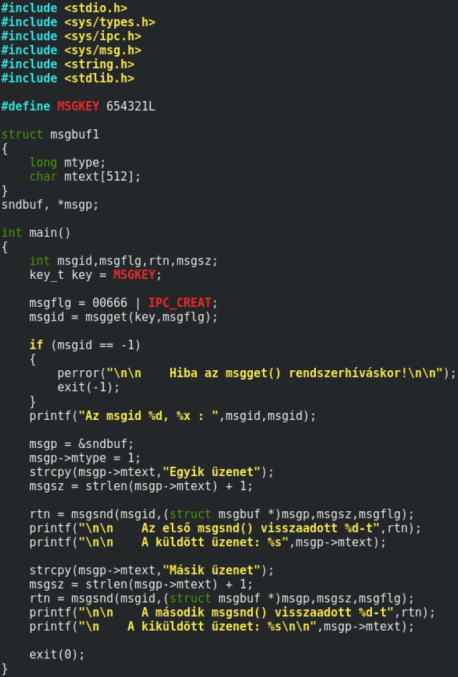 #include <stdio.h>
#include <sys/types.h>
#include <sys/ipc.h>
#include <sys/msg.h>
#include <string.h>
#include <stdlib.h>

#define MSGKEY 654321L

struct msgbuf1
{
    long mtype;
    char mtext[512];
}
sndbuf, *msgp;

int main()
{
    int msgid,msgflg,rtn,msgsz;
    key_t key = MSGKEY;

    msgflg = 00666 | IPC_CREAT;
    msgid = msgget(key,msgflg);

    if (msgid == -1)
    {
        perror("\n\n    Hiba az msgget() rendszerhíváskor!\n\n");
        exit(-1);
    }
    printf("Az msgid %d, %x : ",msgid,msgid);

    msgp = &sndbuf;
    msgp->mtype = 1;
    strcpy(msgp->mtext,"Egyik üzenet");
    msgsz = strlen(msgp->mtext) + 1;

    rtn = msgsnd(msgid,(struct msgbuf *)msgp,msgsz,msgflg);
    printf("\n\n    Az első msgsnd() visszaadott %d-t",rtn);
    printf("\n\n    A küldött üzenet: %s",msgp->mtext);

    strcpy(msgp->mtext,"Másik üzenet");
    msgsz = strlen(msgp->mtext) + 1;
    rtn = msgsnd(msgid,(struct msgbuf *)msgp,msgsz,msgflg);
    printf("\n\n    A második msgsnd() visszaadott %d-t",rtn);
    printf("\n    A kiküldött üzenet: %s\n\n",msgp->mtext);

    exit(0);
}